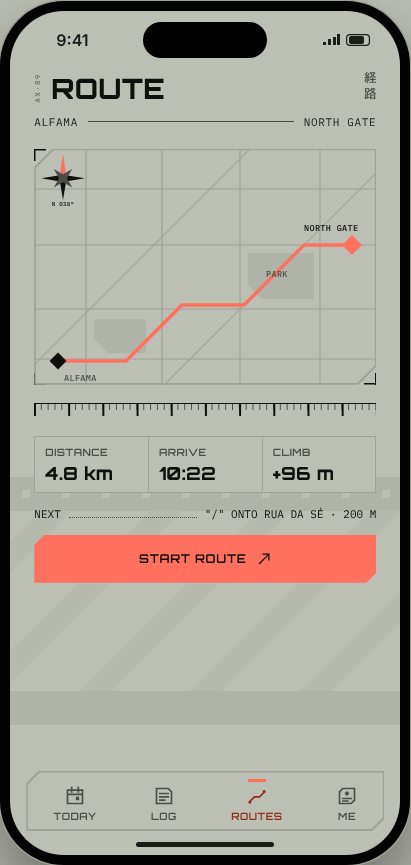 9:41
AX·09
ROUTE
経路
ALFAMA
NORTH GATE
N 038°
NORTH GATE
PARK
ALFAMA
DISTANCE
4.8 km
ARRIVE
10:22
CLIMB
+96 m
NEXT
"/" ONTO RUA DA SÉ · 200 M
START ROUTE
TODAY
LOG
ROUTES
ME